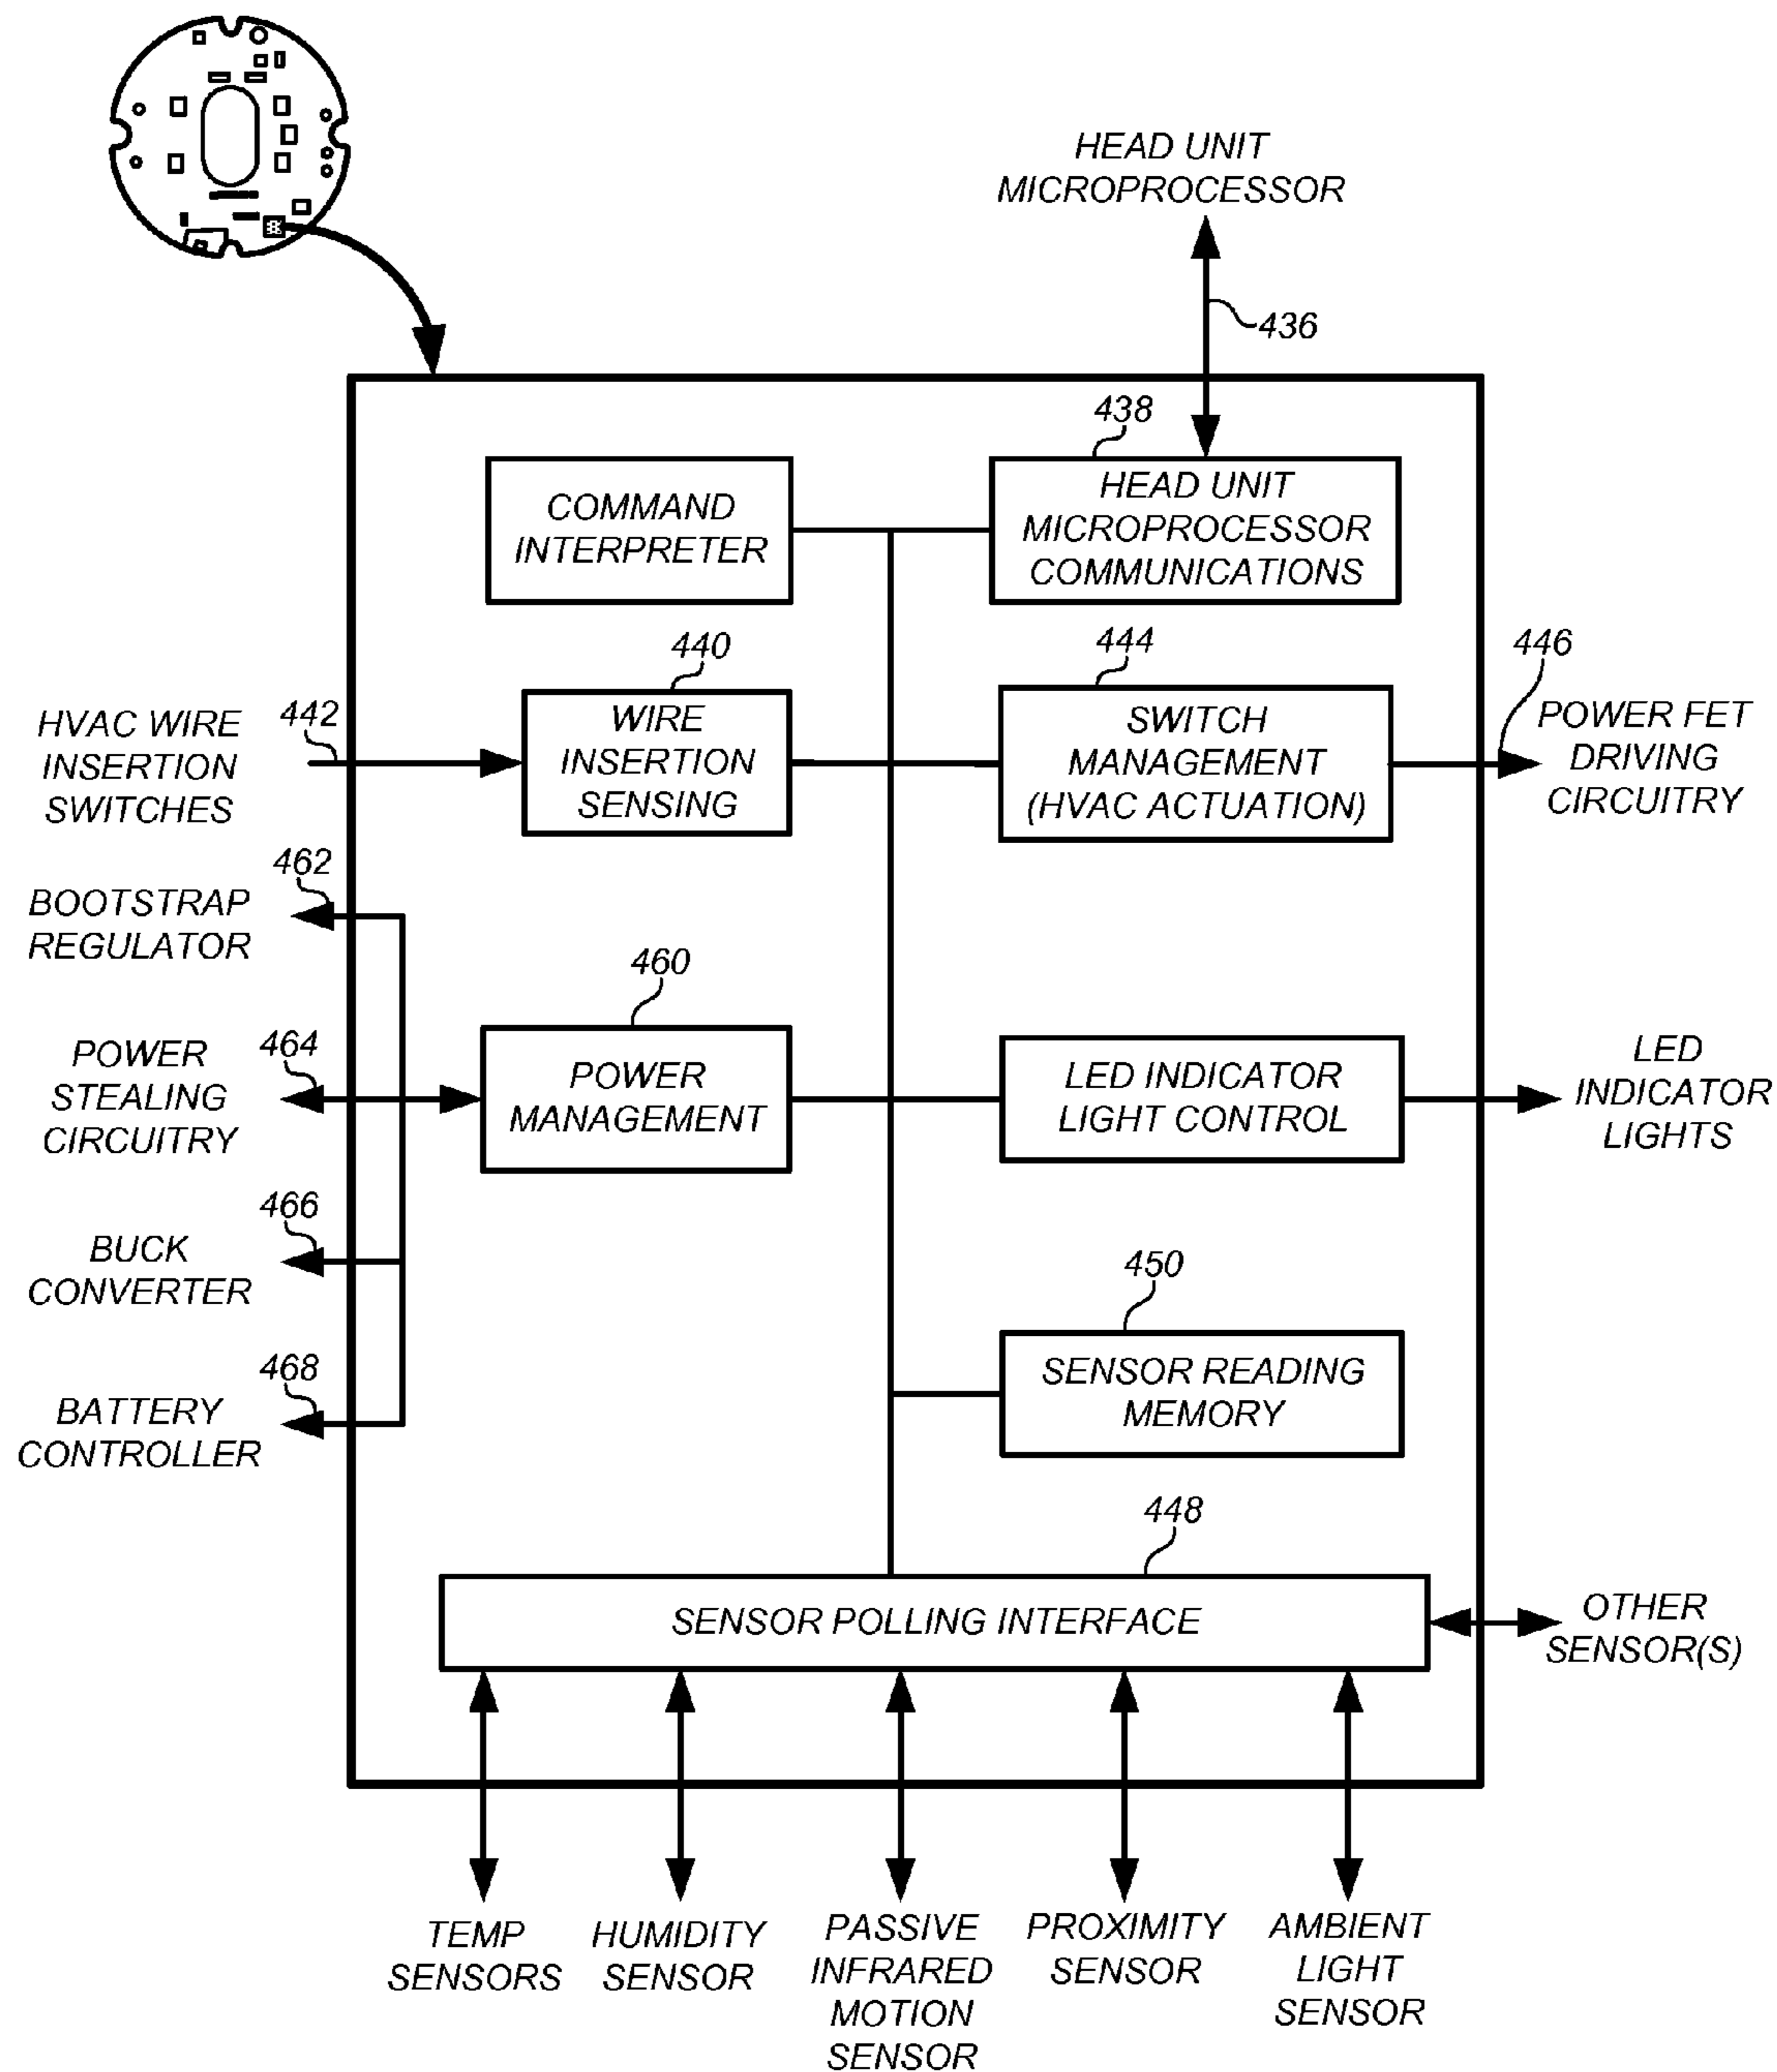 HEAD UNIT
MICROPROCESSOR
436
438
COMMAND
INTERPRETER
HEAD UNIT
MICROPROCESSOR
COMMUNICATIONS
440
444
446
HVAC WIRE
INSERTION
SWITCHES
442
WIRE
INSERTION
SENSING
SWITCH
MANAGEMENT
(HVAC ACTUATION)
POWER FET
DRIVING
CIRCUITRY
462
BOOTSTRAP
REGULATOR
460
POWER
STEALING
CIRCUITRY
464
POWER
MANAGEMENT
LED INDICATOR
LIGHT CONTROL
LED
INDICATOR
LIGHTS
466
BUCK
CONVERTER
450
468
BATTERY
CONTROLLER
SENSOR READING
MEMORY
448
SENSOR POLLING INTERFACE
OTHER
SENSOR(S)
TEMP
SENSORS
HUMIDITY
SENSOR
PASSIVE
INFRARED
MOTION
SENSOR
PROXIMITY
SENSOR
AMBIENT
LIGHT
SENSOR